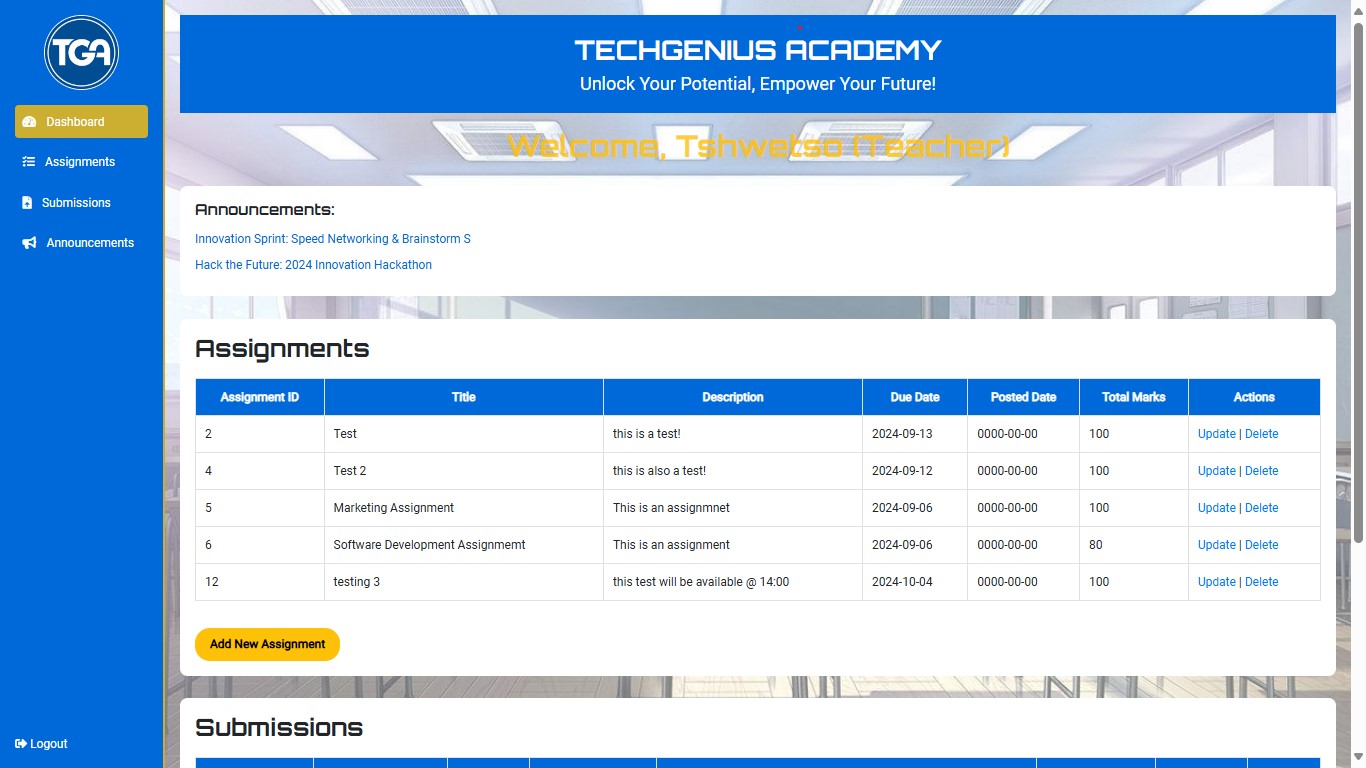 TGA
Dashboard
Assignments
Submissions
Announcements
Logout
TECHGENIUS ACADEMY
Unlock Your Potential, Empower Your Future!
Welcome, Tshwetso (Teacher)
Announcements:
Innovation Sprint: Speed Networking & Brainstorm S
Hack the Future: 2024 Innovation Hackathon
Assignments
Assignment ID Title Description Due Date Posted Date Total Marks Actions
2 Test this is a test! 2024-09-13 0000-00-00 100 Update | Delete
4 Test 2 this is also a test! 2024-09-12 0000-00-00 100 Update | Delete
5 Marketing Assignment This is an assignmnet 2024-09-06 0000-00-00 100 Update | Delete
6 Software Development Assignmemt This is an assignment 2024-09-06 0000-00-00 80 Update | Delete
12 testing 3 this test will be available @ 14:00 2024-10-04 0000-00-00 100 Update | Delete
Add New Assignment
Submissions